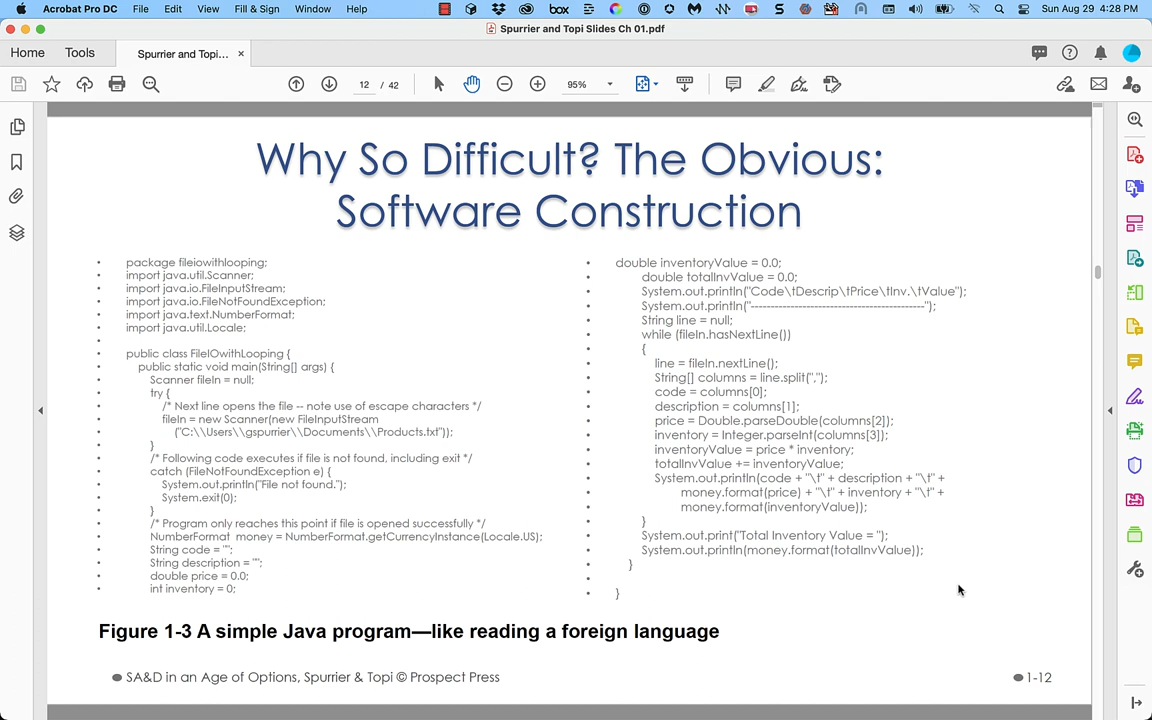 Acrobat Pro DC File Edit View Fill & Sign Window Help box Sun Aug 29 4:28 PM
Spurrier and Topi Slides Ch 01.pdf
Home Tools Spurrier and Topi... ×
12 / 42 95%
Why So Difficult? The Obvious:
Software Construction
• package fileiowithlooping;
• import java.util.Scanner;
• import java.io.FileInputStream;
• import java.io.FileNotFoundException;
• import java.text.NumberFormat;
• import java.util.Locale;
•
• public class FileIOwithLooping {
• public static void main(String[] args) {
• Scanner fileIn = null;
• try {
• /* Next line opens the file -- note use of escape characters */
• fileIn = new Scanner(new FileInputStream
• ("C:\\Users\\gspurrier\\Documents\\Products.txt"));
• }
• /* Following code executes if file is not found, including exit */
• catch (FileNotFoundException e) {
• System.out.println("File not found.");
• System.exit(0);
• }
• /* Program only reaches this point if file is opened successfully */
• NumberFormat money = NumberFormat.getCurrencyInstance(Locale.US);
• String code = "";
• String description = "";
• double price = 0.0;
• int inventory = 0;
• double inventoryValue = 0.0;
• double totalInvValue = 0.0;
• System.out.println("Code\tDescrip\tPrice\tInv.\tValue");
• System.out.println("--------------------------------------------");
• String line = null;
• while (fileIn.hasNextLine())
• {
• line = fileIn.nextLine();
• String[] columns = line.split(",");
• code = columns[0];
• description = columns[1];
• price = Double.parseDouble(columns[2]);
• inventory = Integer.parseInt(columns[3]);
• inventoryValue = price * inventory;
• totalInvValue += inventoryValue;
• System.out.println(code + "\t" + description + "\t" +
• money.format(price) + "\t" + inventory + "\t" +
• money.format(inventoryValue));
• }
• System.out.print("Total Inventory Value = ");
• System.out.println(money.format(totalInvValue));
• }
•
• }
Figure 1-3 A simple Java program—like reading a foreign language
SA&D in an Age of Options, Spurrier & Topi © Prospect Press
1-12